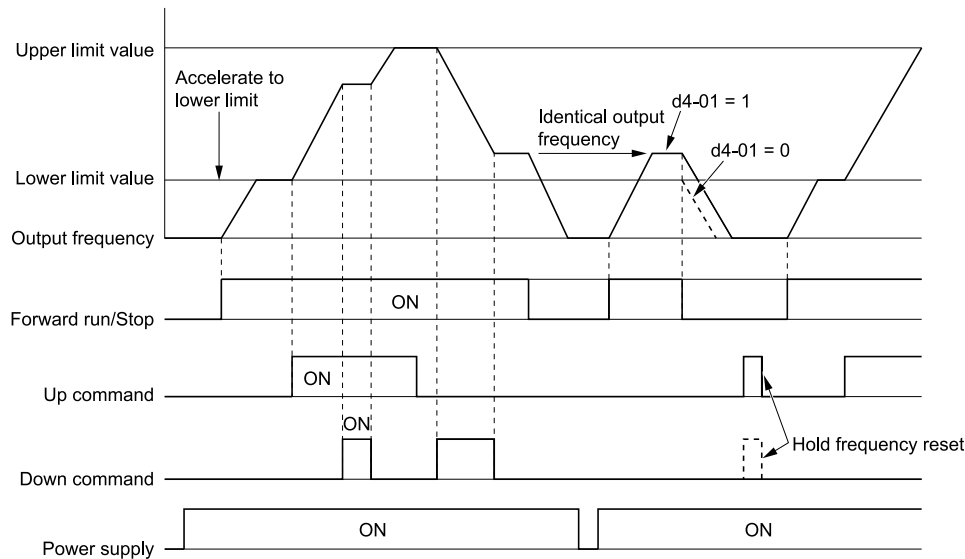 Upper limit value
Accelerate to
lower limit
d4-01 = 1
Identical output
frequency
d4-01 = 0
Lower limit value
Output frequency
ON
Forward run/Stop
ON
Up command
ON
Hold frequency reset
Down command
ON
ON
Power supply